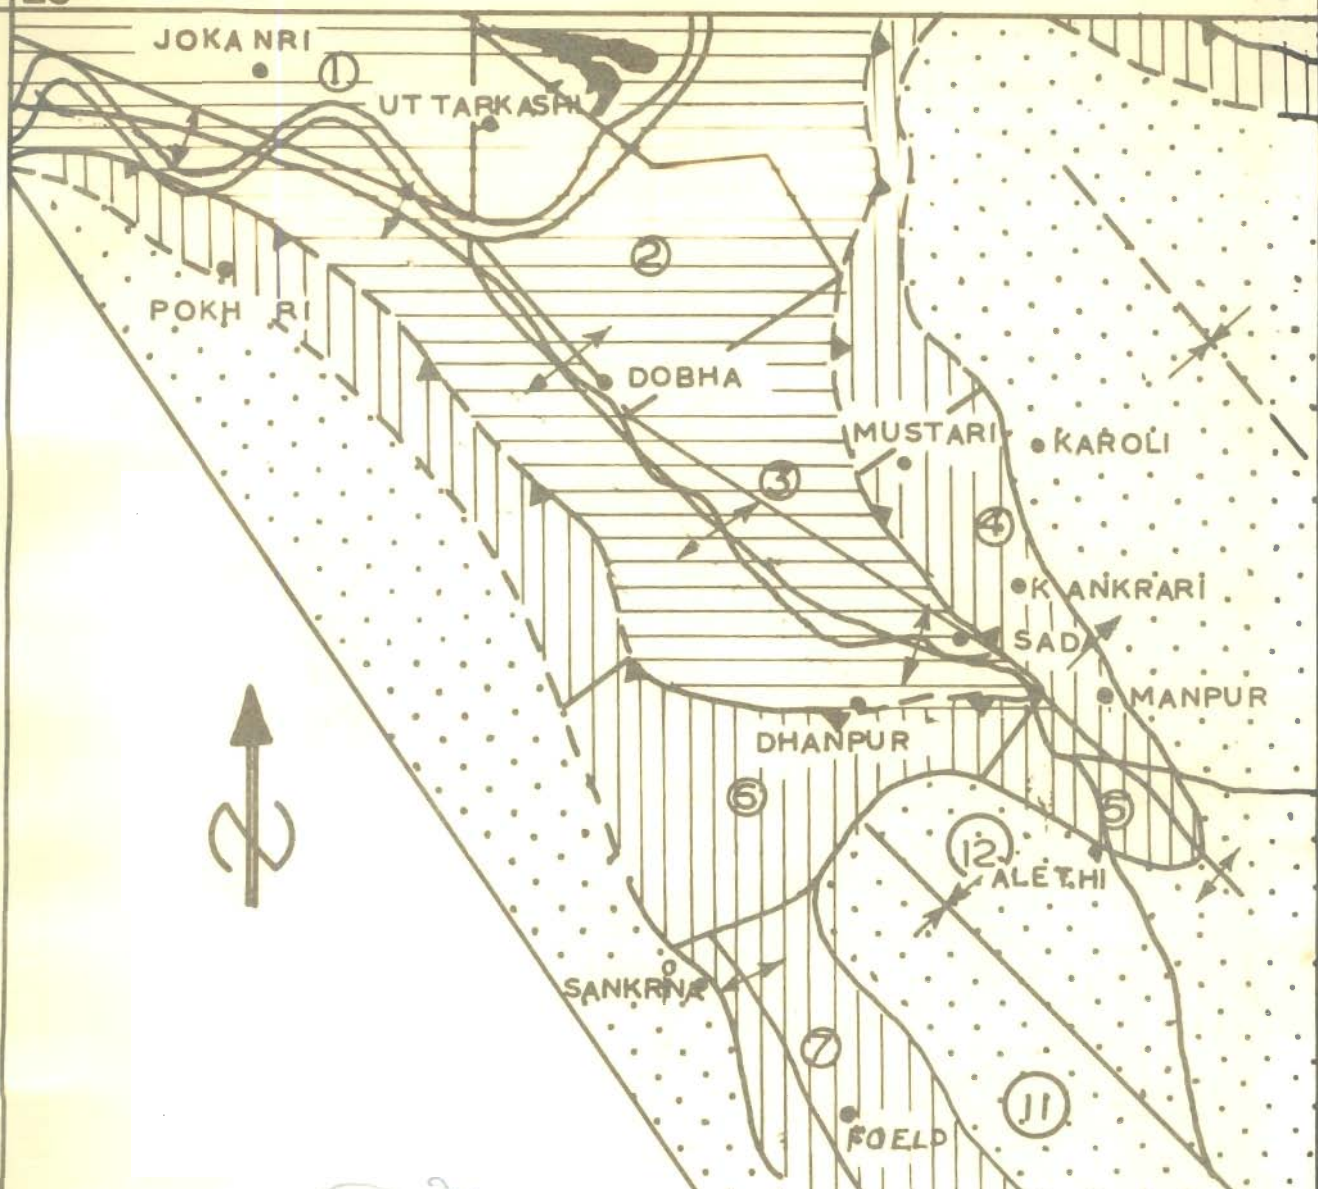 JOKANRI
1
UTTARKASHI
2
POKH RI
DOBHA
MUSTARI
KAROLI
3
4
KANKRARI
SAD
MANPUR
DHANPUR
6
5
12
ALETHI
SANKRNA
7
11
FOELD